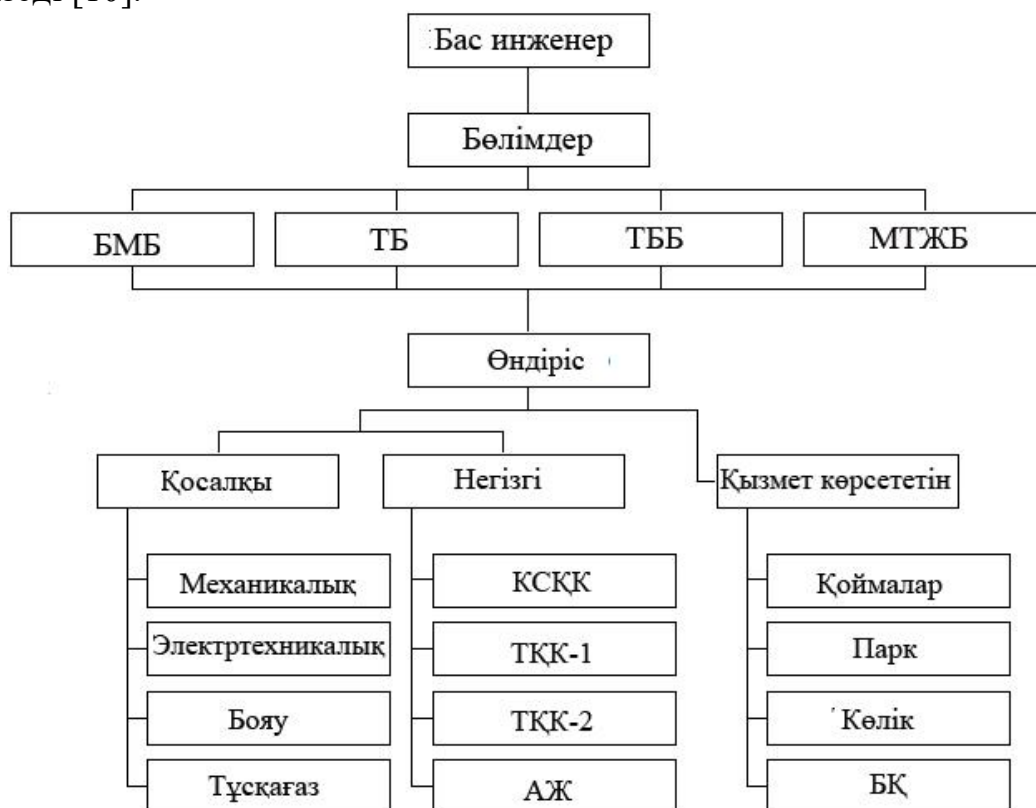 [10].
Бас инженер
Бөлімдер
БМБ
ТБ
ТББ
МТЖБ
Өндіріс
Қосалқы
Негізгі
Қызмет көрсететін
Механикалық
Электртехникалық
Бояу
Тұсқағаз
КСҚК
ТҚК-1
ТҚК-2
АЖ
Қоймалар
Парк
Көлік
БҚ